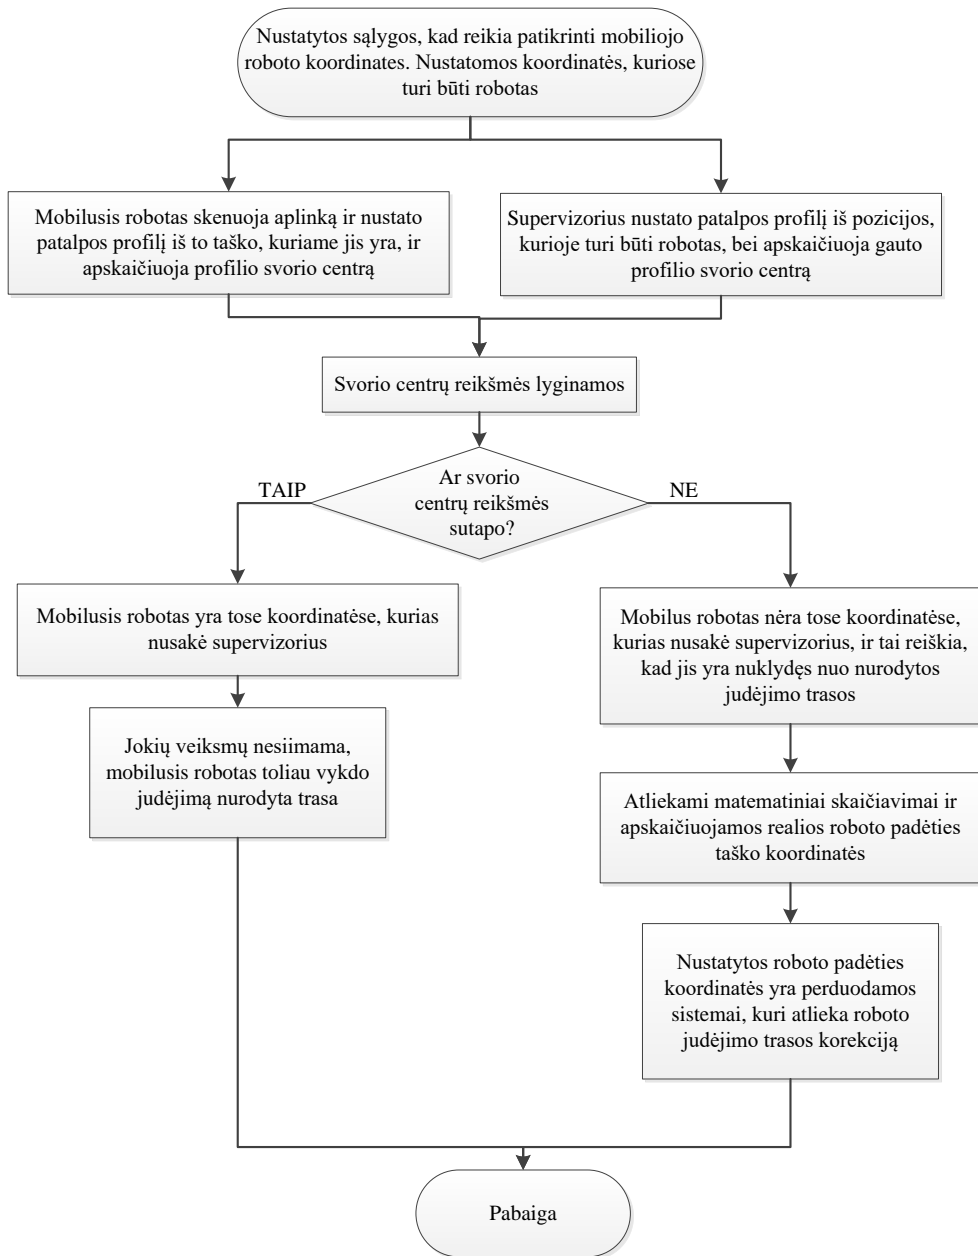 Nustatytos sąlygos, kad reikia patikrinti mobiliojo
roboto koordinates. Nustatomos koordinatės, kuriose
turi būti robotas
Mobilusis robotas skenuoja aplinką ir nustato
patalpos profilį iš to taško, kuriame jis yra, ir
apskaičiuoja profilio svorio centrą
Supervizorius nustato patalpos profilį iš pozicijos,
kurioje turi būti robotas, bei apskaičiuoja gauto
profilio svorio centrą
Svorio centrų reikšmės lyginamos
TAIP
Ar svorio
centrų reikšmės
sutapo?
NE
Mobilusis robotas yra tose koordinatėse, kurias
nusakė supervizorius
Mobilus robotas nėra tose koordinatėse,
kurias nusakė supervizorius, ir tai reiškia,
kad jis yra nuklydęs nuo nurodytos
judėjimo trasos
Jokių veiksmų nesiimama,
mobilusis robotas toliau vykdo
judėjimą nurodyta trasa
Atliekami matematiniai skaičiavimai ir
apskaičiuojamos realios roboto padėties
taško koordinatės
Nustatytos roboto padėties
koordinatės yra perduodamos
sistemai, kuri atlieka roboto
judėjimo trasos korekciją
Pabaiga